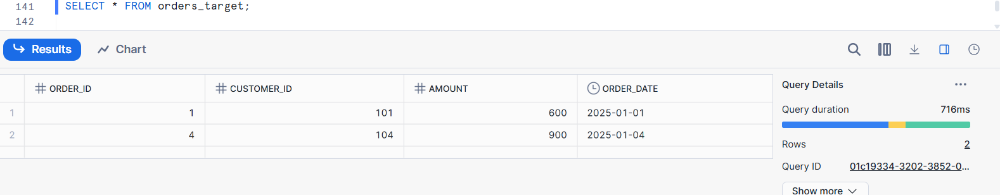 141 SELECT * FROM orders_target;
142
Results Chart
ORDER_ID CUSTOMER_ID AMOUNT ORDER_DATE
1 1 101 600 2025-01-01
2 4 104 900 2025-01-04
Query Details
Query duration 716ms
Rows 2
Query ID 01c19334-3202-3852-0...
Show more